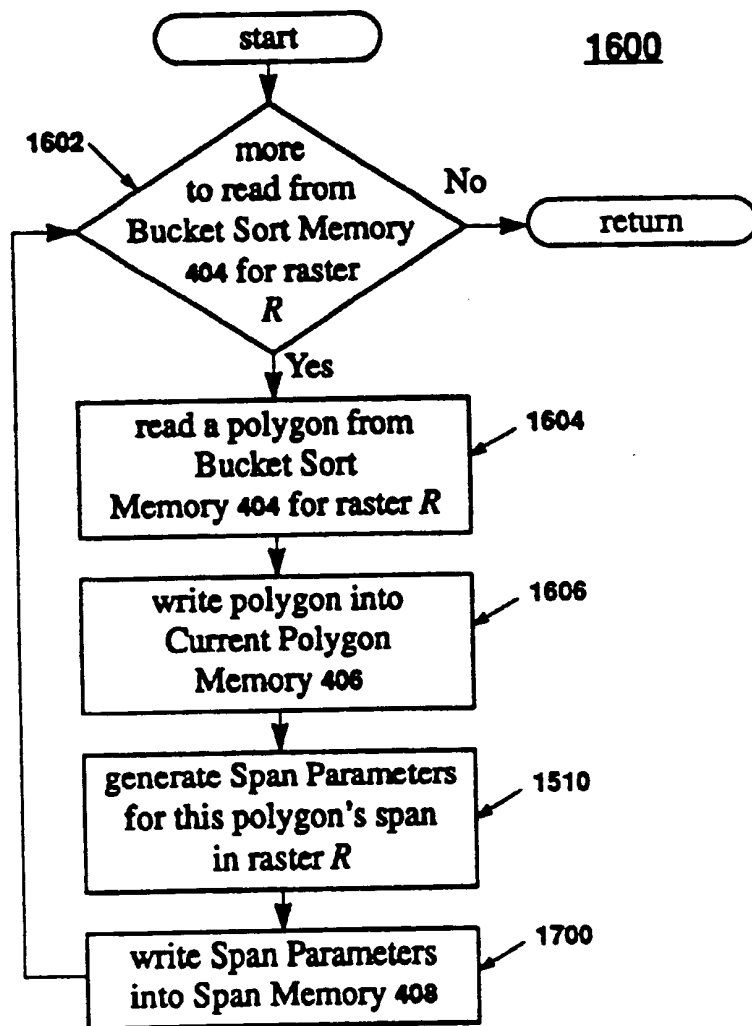 start
1600
1602
more
to read from
Bucket Sort Memory
404 for raster
R
No
return
Yes
read a polygon from
Bucket Sort
Memory 404 for raster R
1604
write polygon into
Current Polygon
Memory 406
1606
generate Span Parameters
for this polygon's span
in raster R
1510
write Span Parameters
into Span Memory 408
1700